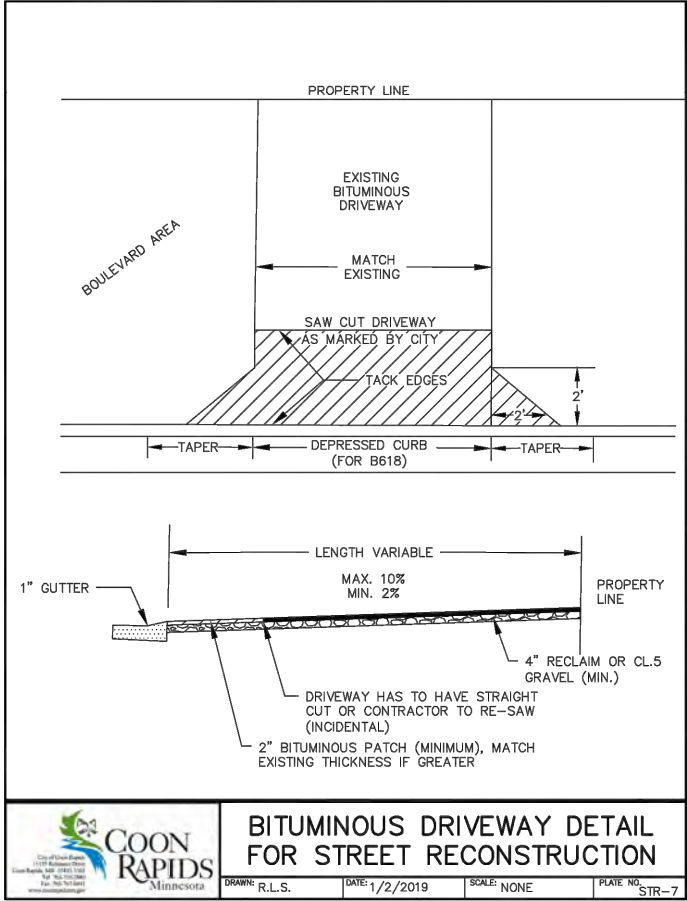 PROPERTY LINE
EXISTING
BITUMINOUS
DRIVEWAY
BOULEVARD AREA
MATCH
EXISTING
SAW CUT DRIVEWAY
AS MARKED BY CITY
TACK EDGES
2'
2'
TAPER
DEPRESSED CURB
(FOR B618)
TAPER
LENGTH VARIABLE
MAX. 10%
MIN. 2%
1" GUTTER
PROPERTY
LINE
4" RECLAIM OR CL.5
GRAVEL (MIN.)
DRIVEWAY HAS TO HAVE STRAIGHT
CUT OR CONTRACTOR TO RE-SAW
(INCIDENTAL)
2" BITUMINOUS PATCH (MINIMUM), MATCH
EXISTING THICKNESS IF GREATER
COON
RAPIDS
Minnesota
City of Coon Rapids
BITUMINOUS DRIVEWAY DETAIL
FOR STREET RECONSTRUCTION
DRAWN: R.L.S.
DATE: 1/2/2019
SCALE: NONE
PLATE NO. STR-7